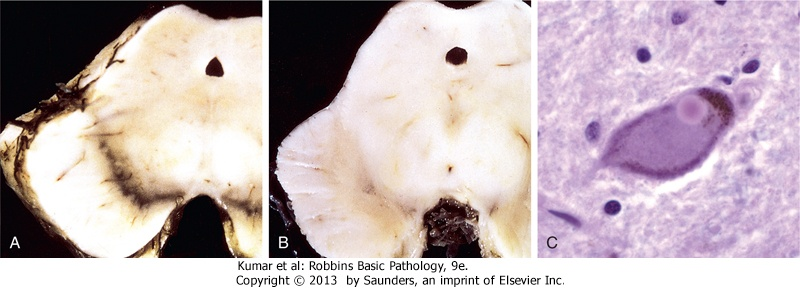 A
B
C
Kumar et al: Robbins Basic Pathology, 9e.
Copyright © 2013 by Saunders, an imprint of Elsevier Inc.